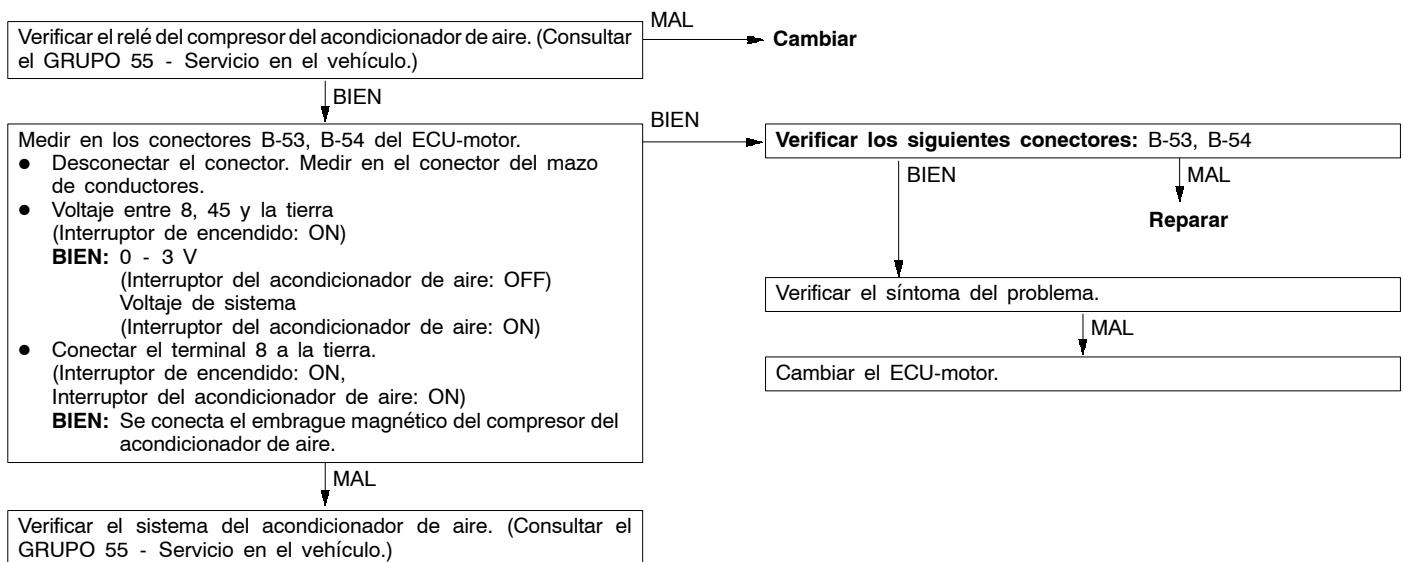 Verificar el relé del compresor del acondicionador de aire. (Consultar
el GRUPO 55 - Servicio en el vehículo.)
MAL
Cambiar
BIEN
Medir en los conectores B-53, B-54 del ECU-motor.
● Desconectar el conector. Medir en el conector del mazo
de conductores.
● Voltaje entre 8, 45 y la tierra
(Interruptor de encendido: ON)
BIEN: 0 - 3 V
(Interruptor del acondicionador de aire: OFF)
Voltaje de sistema
(Interruptor del acondicionador de aire: ON)
● Conectar el terminal 8 a la tierra.
(Interruptor de encendido: ON,
Interruptor del acondicionador de aire: ON)
BIEN: Se conecta el embrague magnético del compresor del
acondicionador de aire.
BIEN
Verificar los siguientes conectores: B-53, B-54
BIEN
MAL
Reparar
Verificar el síntoma del problema.
MAL
Cambiar el ECU-motor.
MAL
Verificar el sistema del acondicionador de aire. (Consultar el
GRUPO 55 - Servicio en el vehículo.)